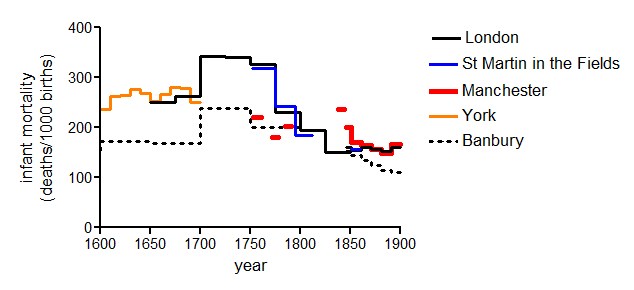 400
300
200
100
0
infant mortality
(deaths/1000 births)
1600
1650
1700
1750
1800
1850
1900
year
London
St Martin in the Fields
Manchester
York
Banbury